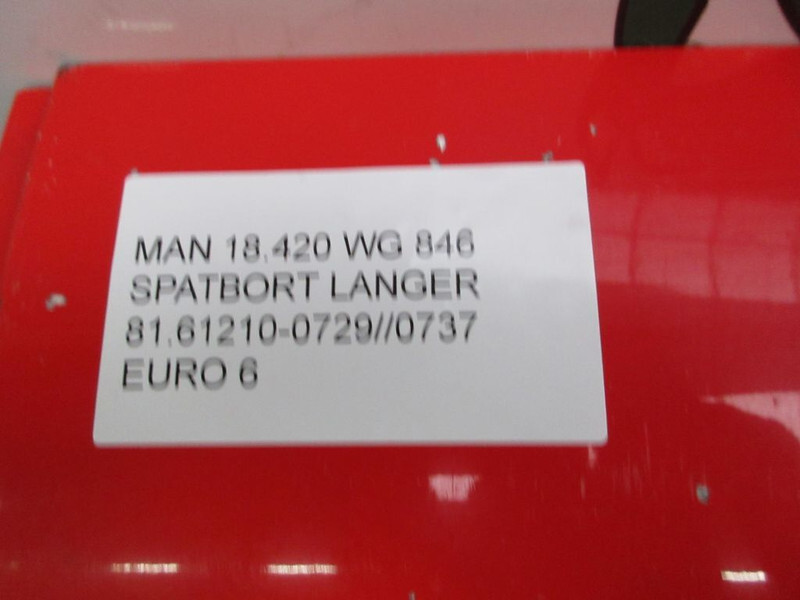 MAN 18.420 WG 846
SPATBORT LANGER
81.61210-0729//0737
EURO 6